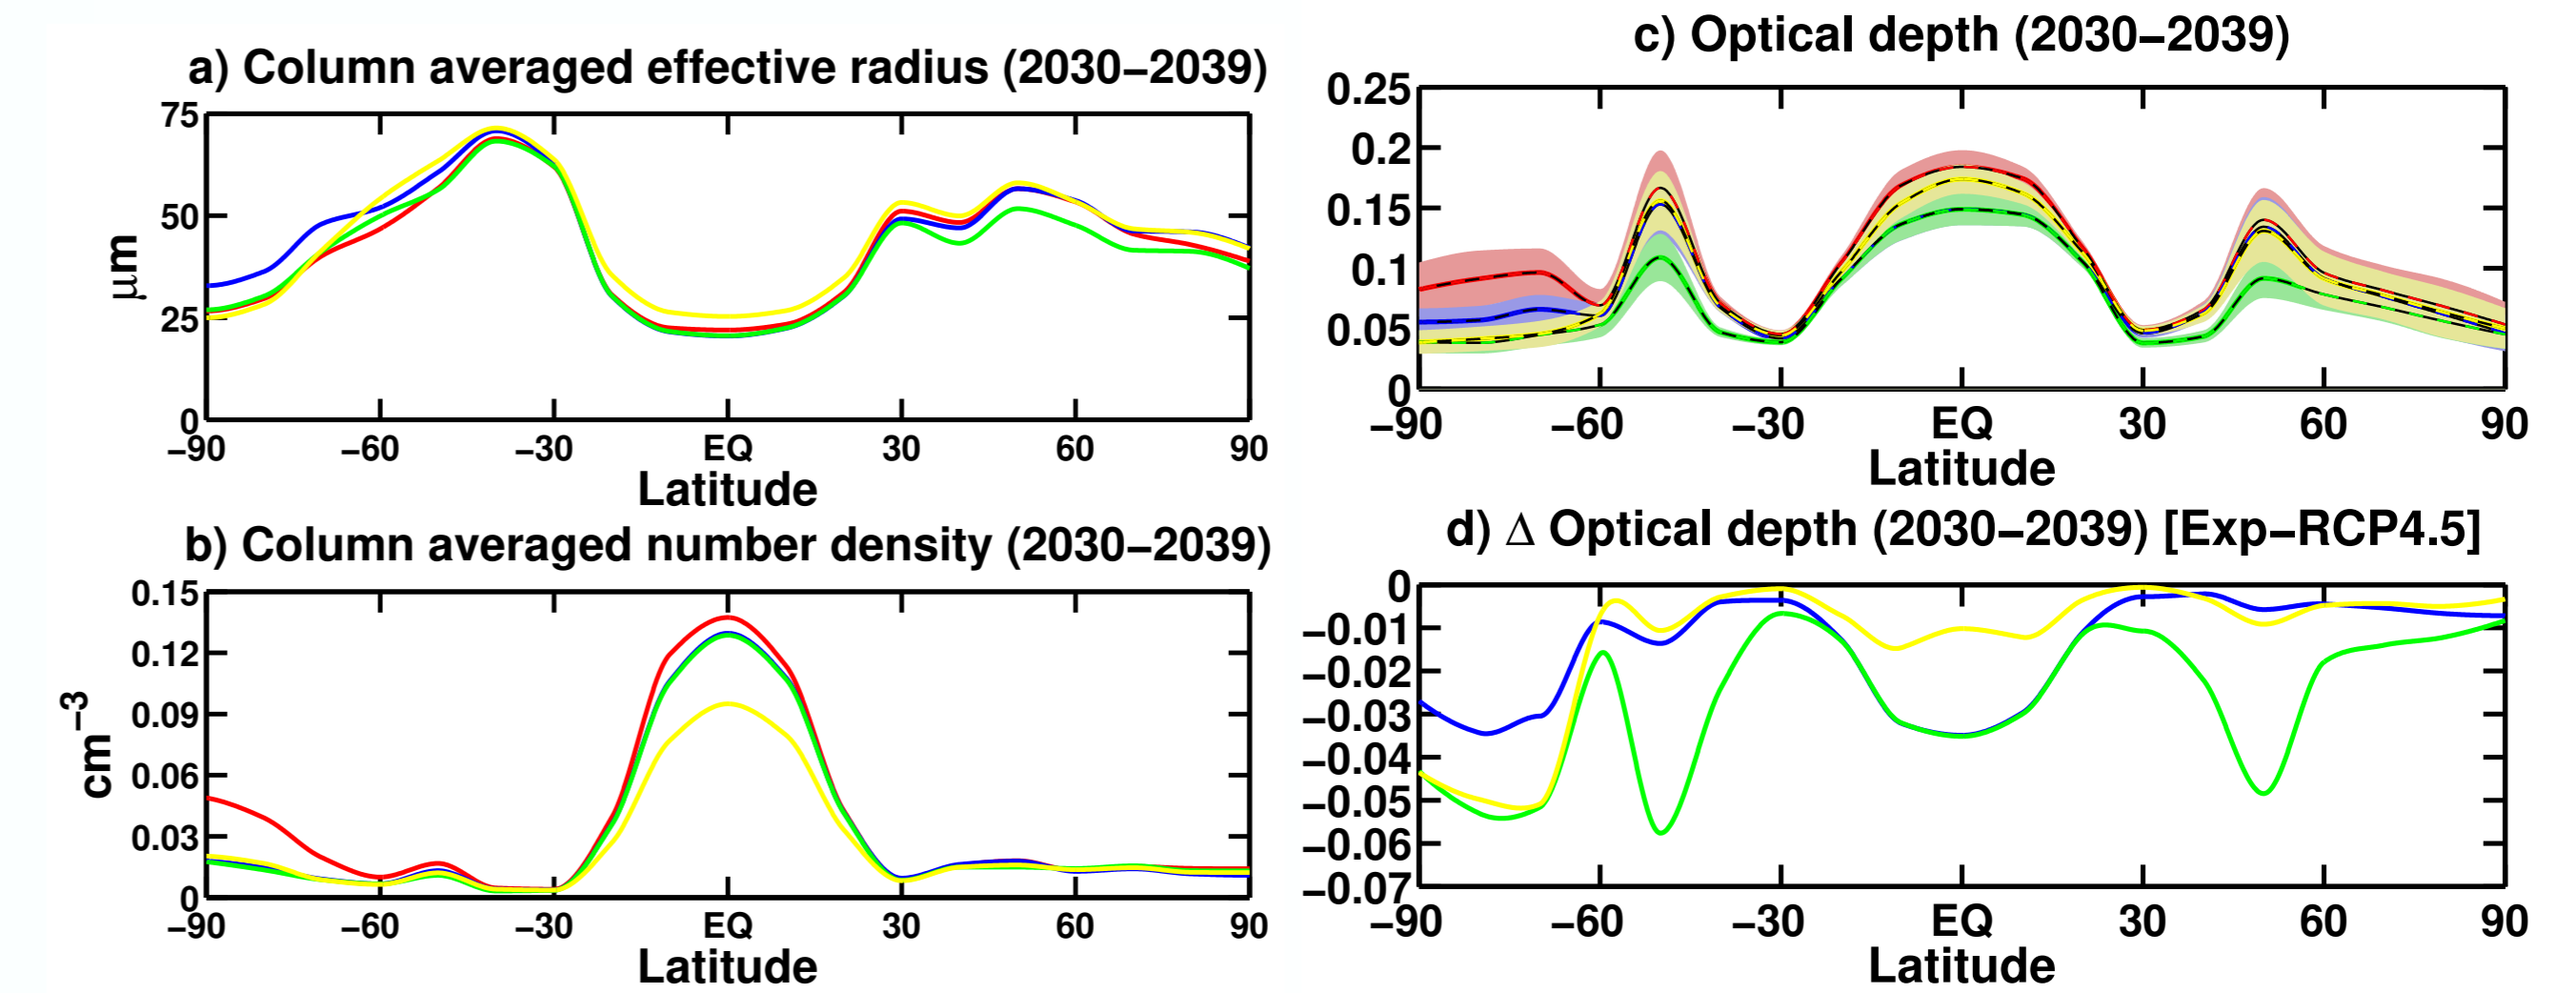 a) Column averaged effective radius (2030−2039)
75
50
25
0
μm
−90 −60 −30 EQ 30 60 90
Latitude
b) Column averaged number density (2030−2039)
0.15
0.12
0.09
0.06
0.03
0
cm⁻³
−90 −60 −30 EQ 30 60 90
Latitude
c) Optical depth (2030−2039)
0.25
0.2
0.15
0.1
0.05
0
−90 −60 −30 EQ 30 60 90
Latitude
d) Δ Optical depth (2030−2039) [Exp−RCP4.5]
0
−0.01
−0.02
−0.03
−0.04
−0.05
−0.06
−0.07
−90 −60 −30 EQ 30 60 90
Latitude